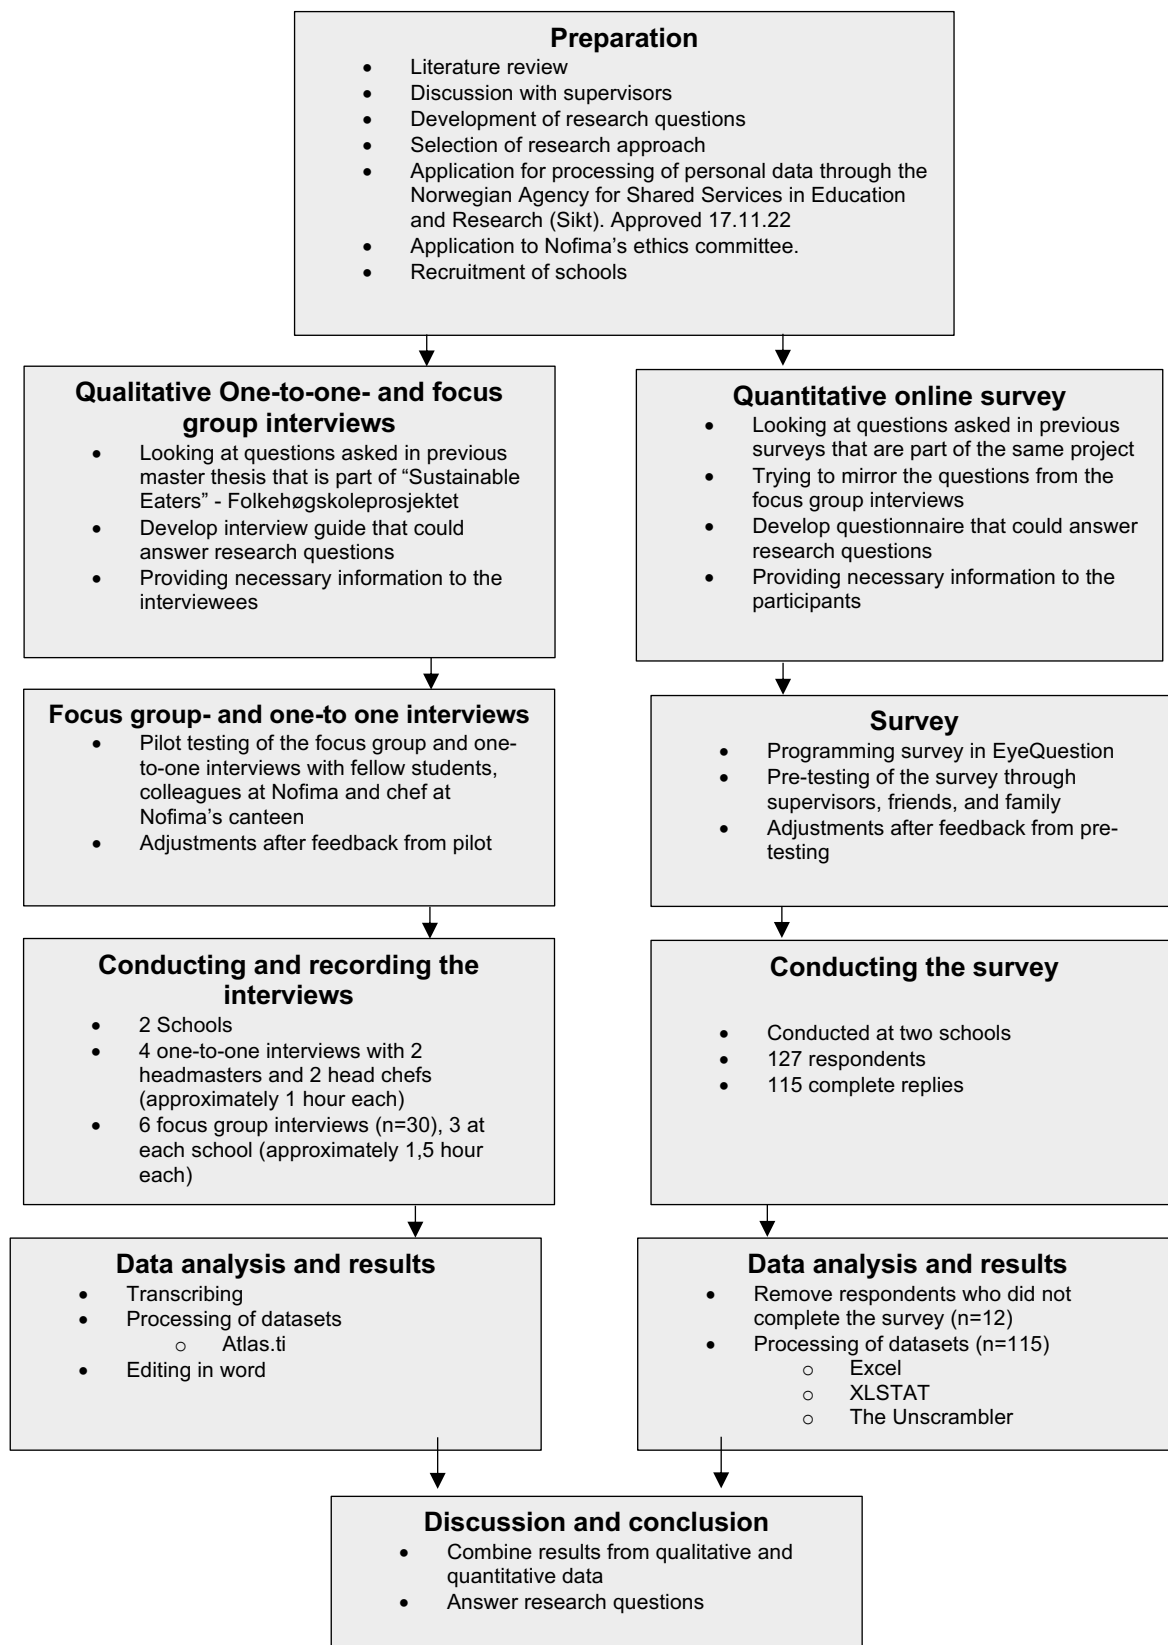 Preparation
• Literature review
• Discussion with supervisors
• Development of research questions
• Selection of research approach
• Application for processing of personal data through the
Norwegian Agency for Shared Services in Education
and Research (Sikt). Approved 17.11.22
• Application to Nofima's ethics committee.
• Recruitment of schools
Qualitative One-to-one- and focus
group interviews
• Looking at questions asked in previous
master thesis that is part of “Sustainable
Eaters” - Folkehøgskoleprosjektet
• Develop interview guide that could
answer research questions
• Providing necessary information to the
interviewees
Quantitative online survey
• Looking at questions asked in previous
surveys that are part of the same project
• Trying to mirror the questions from the
focus group interviews
• Develop questionnaire that could answer
research questions
• Providing necessary information to the
participants
Focus group- and one-to one interviews
• Pilot testing of the focus group and one-
to-one interviews with fellow students,
colleagues at Nofima and chef at
Nofima's canteen
• Adjustments after feedback from pilot
Survey
• Programming survey in EyeQuestion
• Pre-testing of the survey through
supervisors, friends, and family
• Adjustments after feedback from pre-
testing
Conducting and recording the
interviews
• 2 Schools
• 4 one-to-one interviews with 2
headmasters and 2 head chefs
(approximately 1 hour each)
• 6 focus group interviews (n=30), 3 at
each school (approximately 1,5 hour
each)
Conducting the survey
• Conducted at two schools
• 127 respondents
• 115 complete replies
Data analysis and results
• Transcribing
• Processing of datasets
o Atlas.ti
• Editing in word
Data analysis and results
• Remove respondents who did not
complete the survey (n=12)
• Processing of datasets (n=115)
o Excel
o XLSTAT
o The Unscrambler
Discussion and conclusion
• Combine results from qualitative and
quantitative data
• Answer research questions